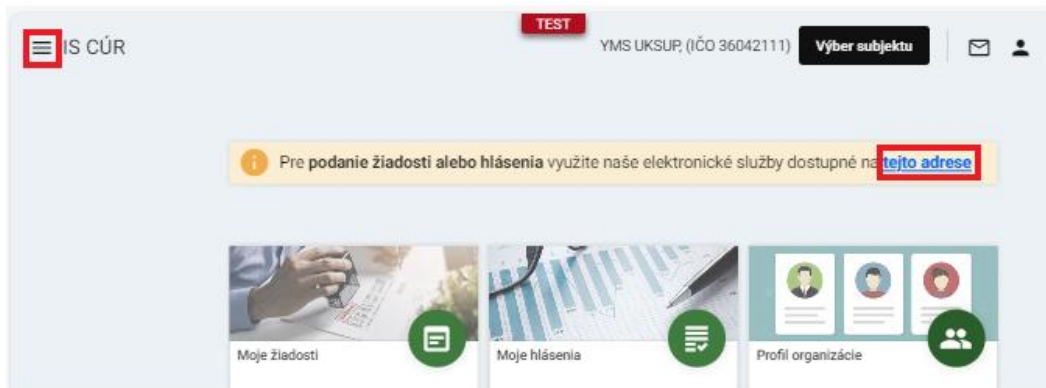 TEST
IS CÚR
YMS UKSUP, (IČO 36042111) Výber subjektu
Pre podanie žiadosti alebo hlásenia využite naše elektronické služby dostupné na tejto adrese
Moje žiadosti
Moje hlásenia
Profil organizácie